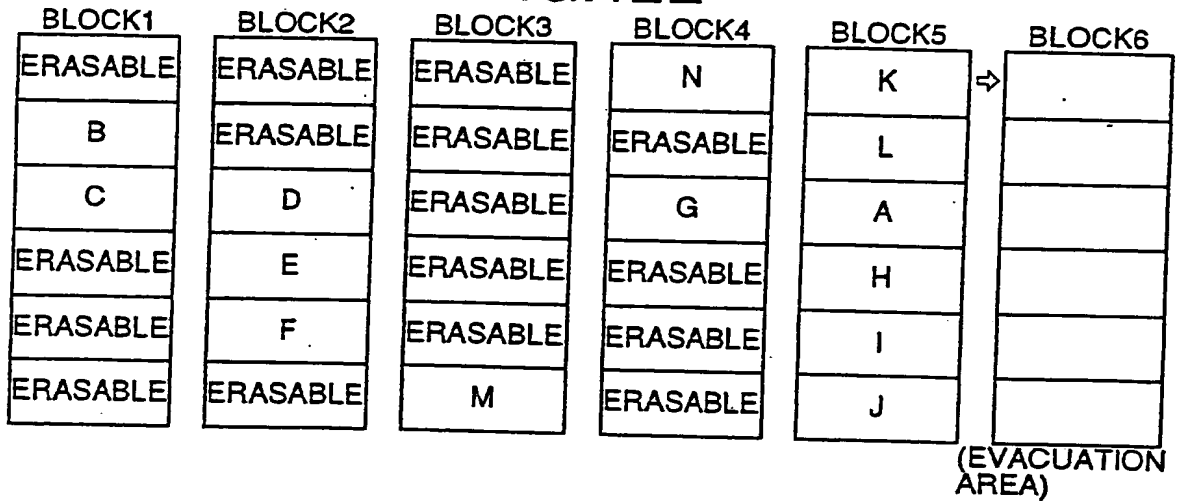 BLOCK1 BLOCK2 BLOCK3 BLOCK4 BLOCK5 BLOCK6
ERASABLE ERASABLE ERASABLE N K ⇨
B ERASABLE ERASABLE ERASABLE L
C D ERASABLE G A
ERASABLE E ERASABLE ERASABLE H
ERASABLE F ERASABLE ERASABLE I
ERASABLE ERASABLE M ERASABLE J
(EVACUATION
AREA)